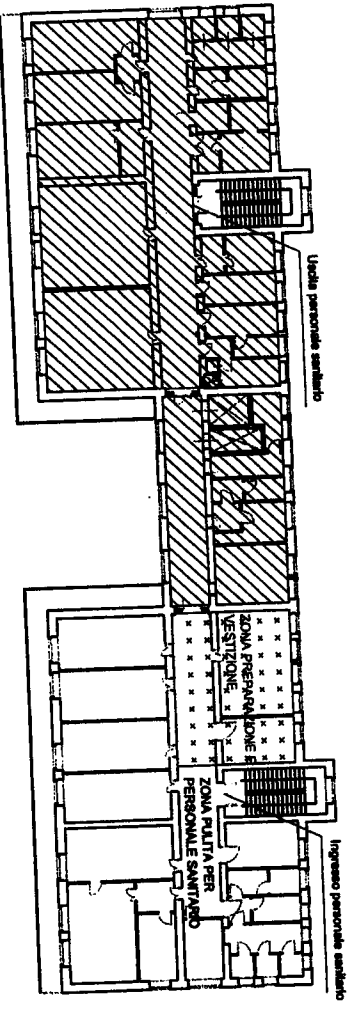 Uscita personale sanitario
ZONA PREPARAZIONE E
VESTIZIONE
ZONA PULITA PER
PERSONALE SANITARIO
Ingresso personale sanitario